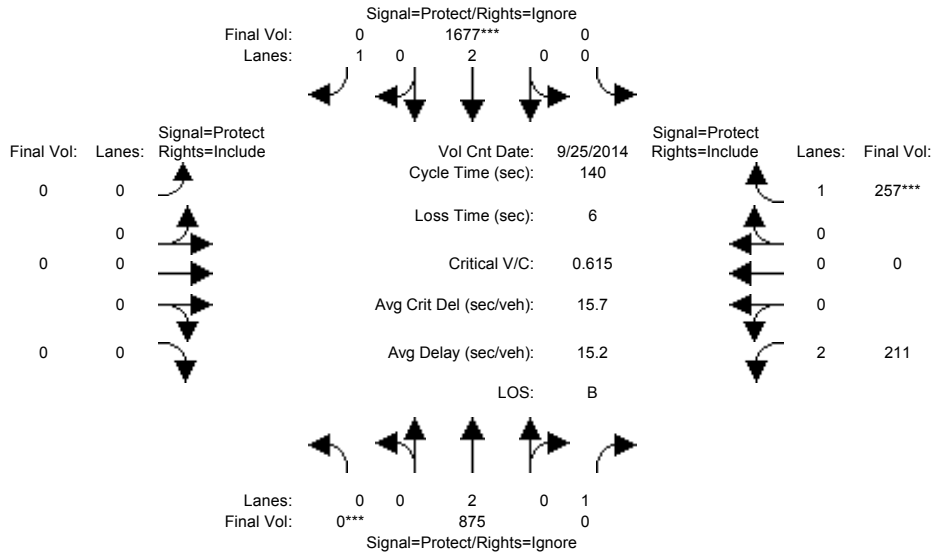 Signal=Protect/Rights=Ignore
Final Vol: 0 1677*** 0
Lanes: 1 0 2 0 0
Signal=Protect Signal=Protect
Final Vol: Lanes: Rights=Include Vol Cnt Date: 9/25/2014 Rights=Include Lanes: Final Vol:
Cycle Time (sec): 140
0 0 1 257***
Loss Time (sec): 6
0 0
0 0 Critical V/C: 0.615 0 0
0 Avg Crit Del (sec/veh): 15.7 0
0 0 Avg Delay (sec/veh): 15.2 2 211
LOS: B
Lanes: 0 0 2 0 1
Final Vol: 0*** 875 0
Signal=Protect/Rights=Ignore